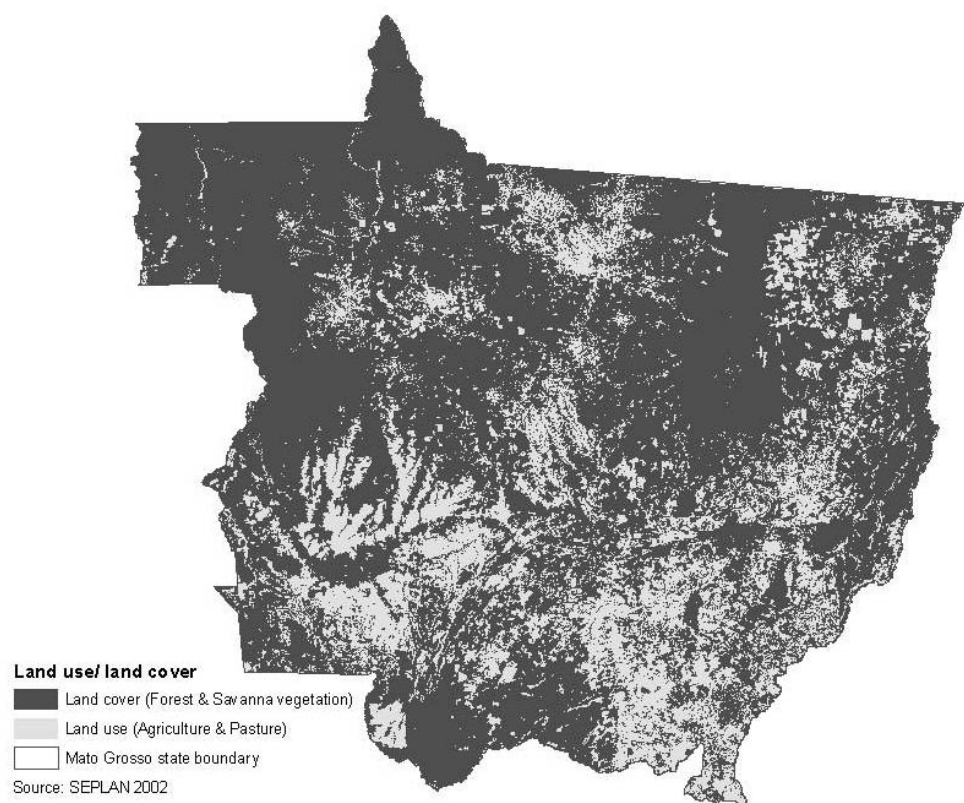 Land use/ land cover
Land cover (Forest & Savanna vegetation)
Land use (Agriculture & Pasture)
Mato Grosso state boundary
Source: SEPLAN 2002